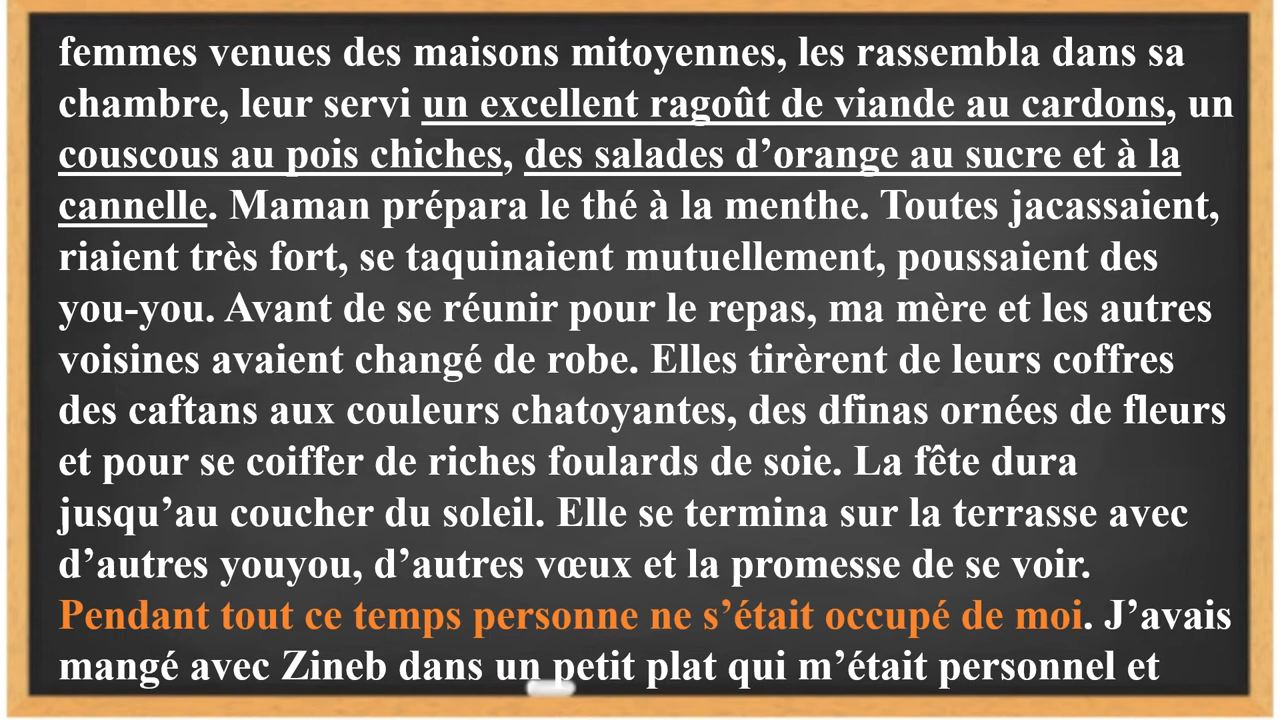 femmes venues des maisons mitoyennes, les rassembla dans sa
chambre, leur servi un excellent ragoût de viande au cardons, un
couscous au pois chiches, des salades d’orange au sucre et à la
cannelle. Maman prépara le thé à la menthe. Toutes jacassaient,
riaient très fort, se taquinaient mutuellement, poussaient des
you-you. Avant de se réunir pour le repas, ma mère et les autres
voisines avaient changé de robe. Elles tirèrent de leurs coffres
des caftans aux couleurs chatoyantes, des dfinas ornées de fleurs
et pour se coiffer de riches foulards de soie. La fête dura
jusqu’au coucher du soleil. Elle se termina sur la terrasse avec
d’autres youyou, d’autres vœux et la promesse de se voir.
Pendant tout ce temps personne ne s’était occupé de moi. J’avais
mangé avec Zineb dans un petit plat qui m’était personnel et